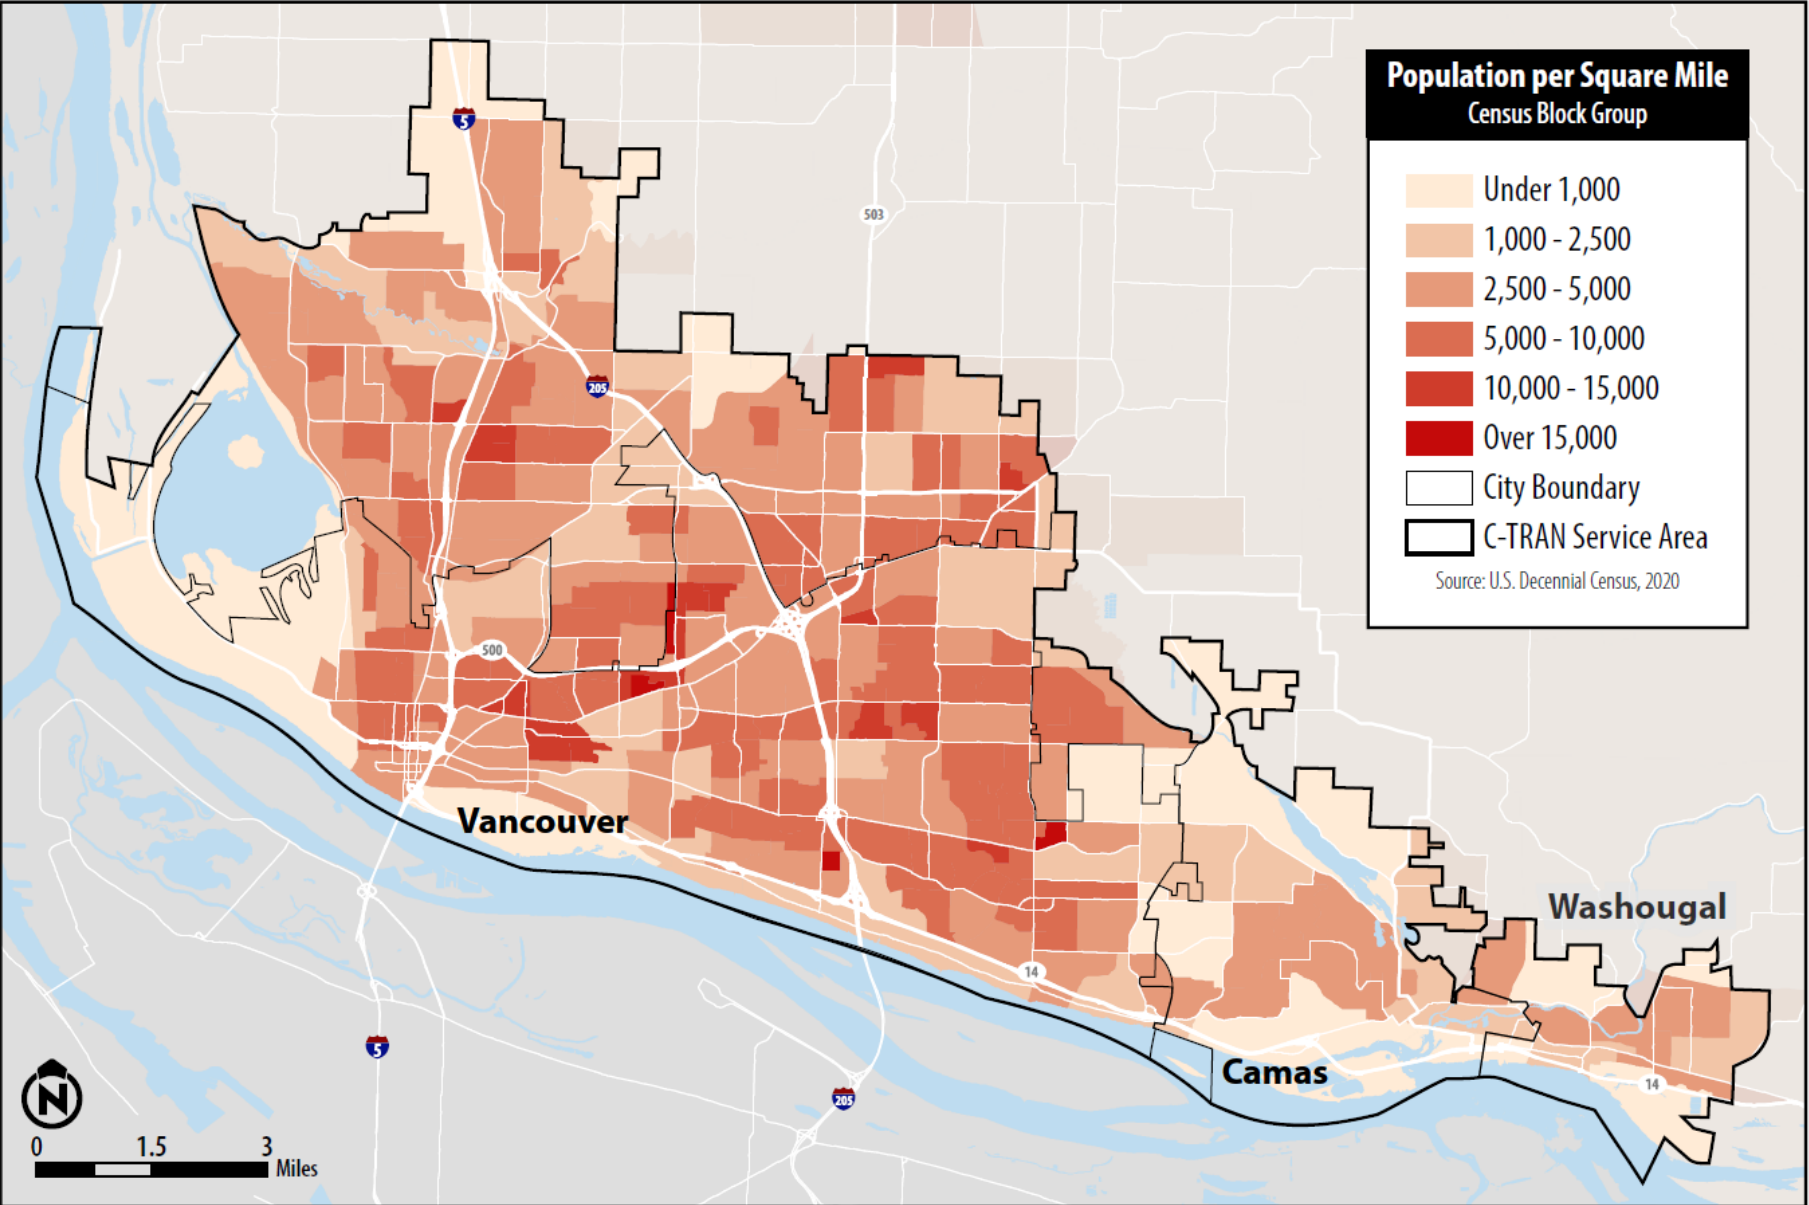 Population per Square Mile
Census Block Group
Under 1,000
1,000 - 2,500
2,500 - 5,000
5,000 - 10,000
10,000 - 15,000
Over 15,000
City Boundary
C-TRAN Service Area
Source: U.S. Decennial Census, 2020
5
503
205
500
Vancouver
Washougal
14
Camas
14
5
205
N
0 1.5 3
Miles